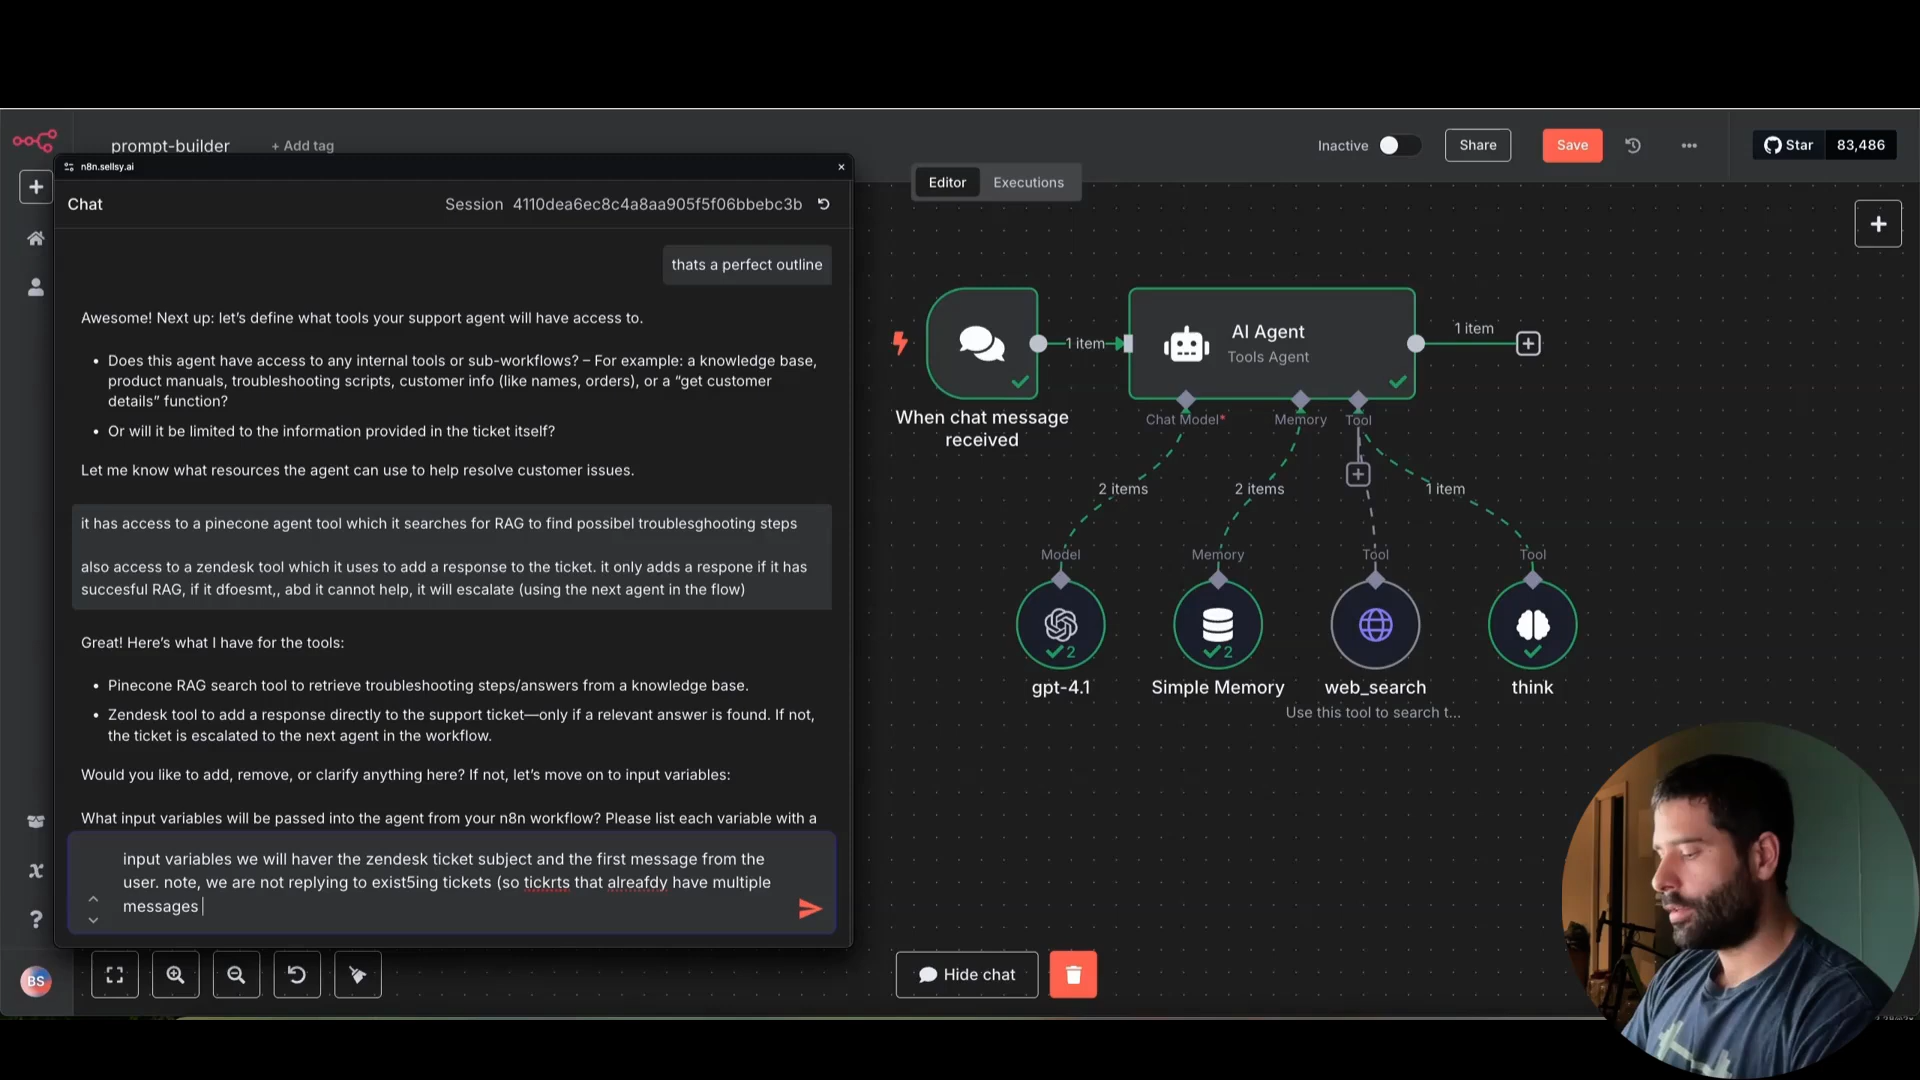 prompt-builder
+ Add tag
Inactive
Share
Save
Star
83,486
n8n.sellsy.ai
Editor
Executions
Chat
Session 4110dea6ec8c4a8aa905f5f06bbebc3b
thats a perfect outline
Awesome! Next up: let’s define what tools your support agent will have access to.
• Does this agent have access to any internal tools or sub-workflows? – For example: a knowledge base,
product manuals, troubleshooting scripts, customer info (like names, orders), or a “get customer
details” function?
• Or will it be limited to the information provided in the ticket itself?
Let me know what resources the agent can use to help resolve customer issues.
it has access to a pinecone agent tool which it searches for RAG to find possibel troublesghooting steps
also access to a zendesk tool which it uses to add a response to the ticket. it only adds a respone if it has
succesful RAG, if it dfoesmt,, abd it cannot help, it will escalate (using the next agent in the flow)
Great! Here’s what I have for the tools:
• Pinecone RAG search tool to retrieve troubleshooting steps/answers from a knowledge base.
• Zendesk tool to add a response directly to the support ticket—only if a relevant answer is found. If not,
the ticket is escalated to the next agent in the workflow.
Would you like to add, remove, or clarify anything here? If not, let’s move on to input variables:
What input variables will be passed into the agent from your n8n workflow? Please list each variable with a
input variables we will haver the zendesk ticket subject and the first message from the
user. note, we are not replying to exist5ing tickets (so tickrts that alreafdy have multiple
messages
BS
When chat message
received
1 item
AI Agent
Tools Agent
1 item
Chat Model*
Memory
Tool
2 items
2 items
1 item
Model
Memory
Tool
Tool
2
2
gpt-4.1
Simple Memory
web_search
think
Use this tool to search t...
Hide chat